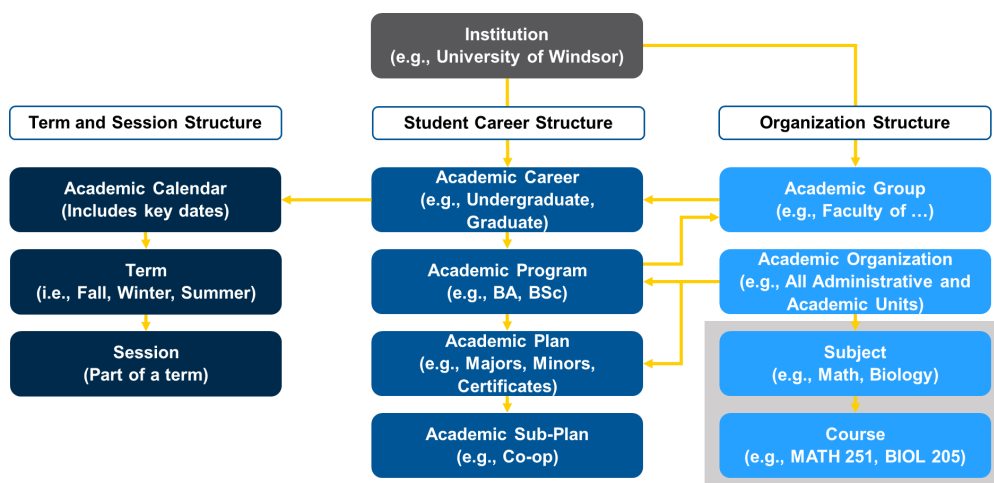 Institution
(e.g., University of Windsor)
Term and Session Structure
Student Career Structure
Organization Structure
Academic Calendar
(Includes key dates)
Academic Career
(e.g., Undergraduate,
Graduate)
Academic Group
(e.g., Faculty of ...)
Term
(i.e., Fall, Winter, Summer)
Academic Program
(e.g., BA, BSc)
Academic Organization
(e.g., All Administrative and
Academic Units)
Session
(Part of a term)
Academic Plan
(e.g., Majors, Minors,
Certificates)
Subject
(e.g., Math, Biology)
Academic Sub-Plan
(e.g., Co-op)
Course
(e.g., MATH 251, BIOL 205)